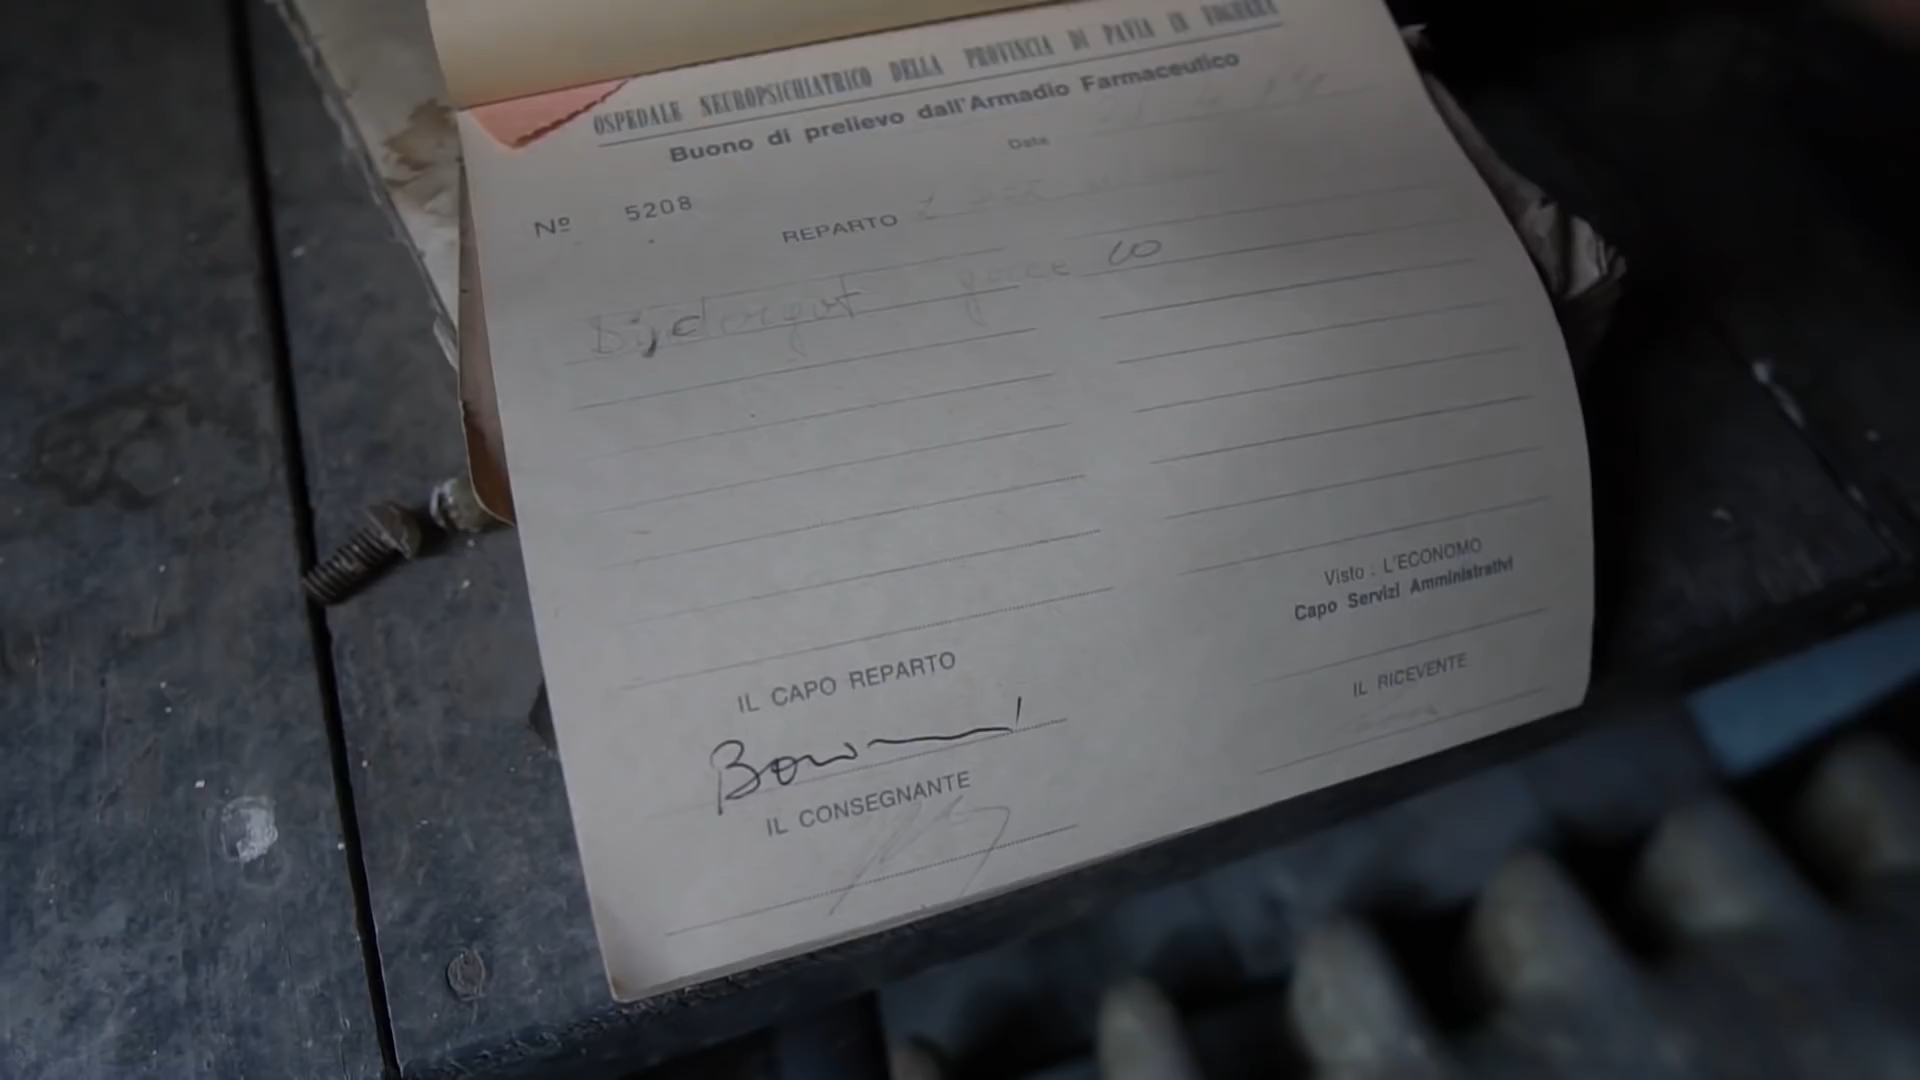 OSPEDALE NEUROPSICHIATRICO DELLA PROVINCIA DI PAVIA IN VOGHERA
Buono di prelievo dall'Armadio Farmaceutico
Data
Nº 5208
REPARTO
gocce
Visto : L'ECONOMO
Capo Servizi Amministrativi
IL CAPO REPARTO
IL RICEVENTE
IL CONSEGNANTE